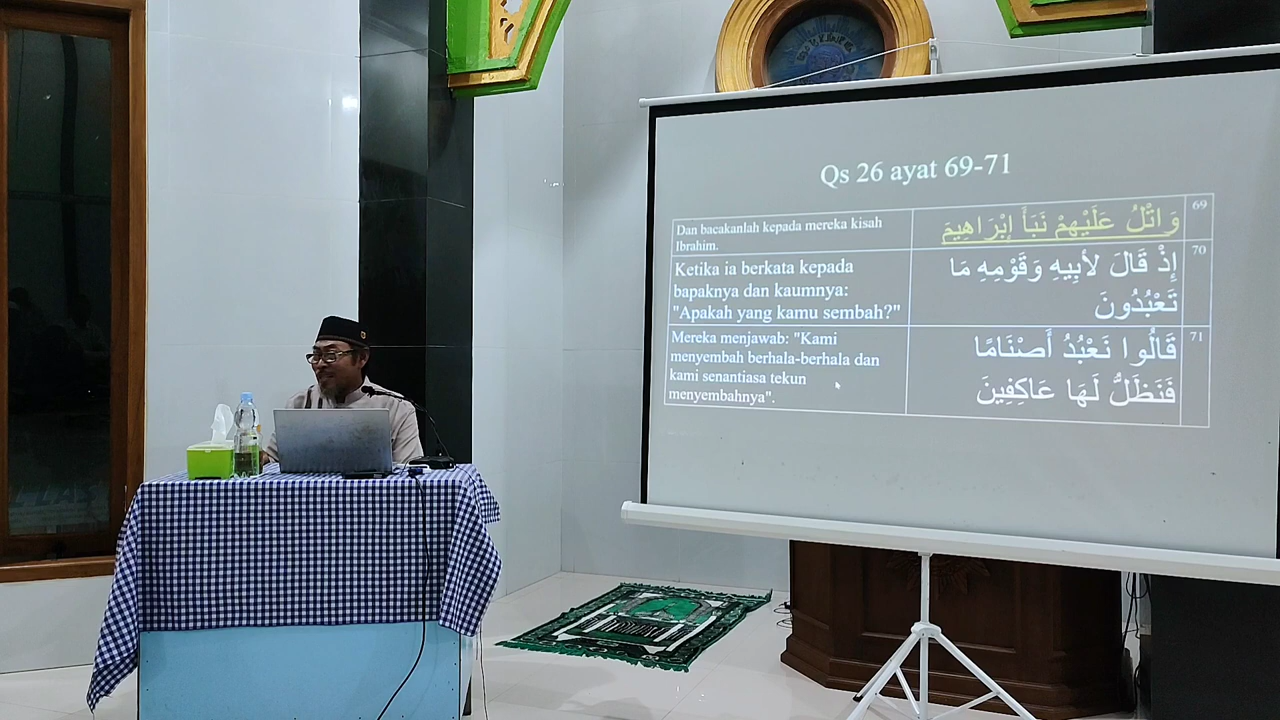 Qs 26 ayat 69-71
Dan bacakanlah kepada mereka kisah
Ibrahim.
وَاتْلُ عَلَيْهِمْ نَبَأَ إِبْرَاهِيمَ
69
Ketika ia berkata kepada
bapaknya dan kaumnya:
"Apakah yang kamu sembah?"
إِذْ قَالَ لأبِيهِ وَقَوْمِهِ مَا
تَعْبُدُونَ
70
Mereka menjawab: "Kami
menyembah berhala-berhala dan
kami senantiasa tekun
menyembahnya".
قَالُوا نَعْبُدُ أَصْنَامًا
فَنَظَلُّ لَهَا عَاكِفِينَ
71